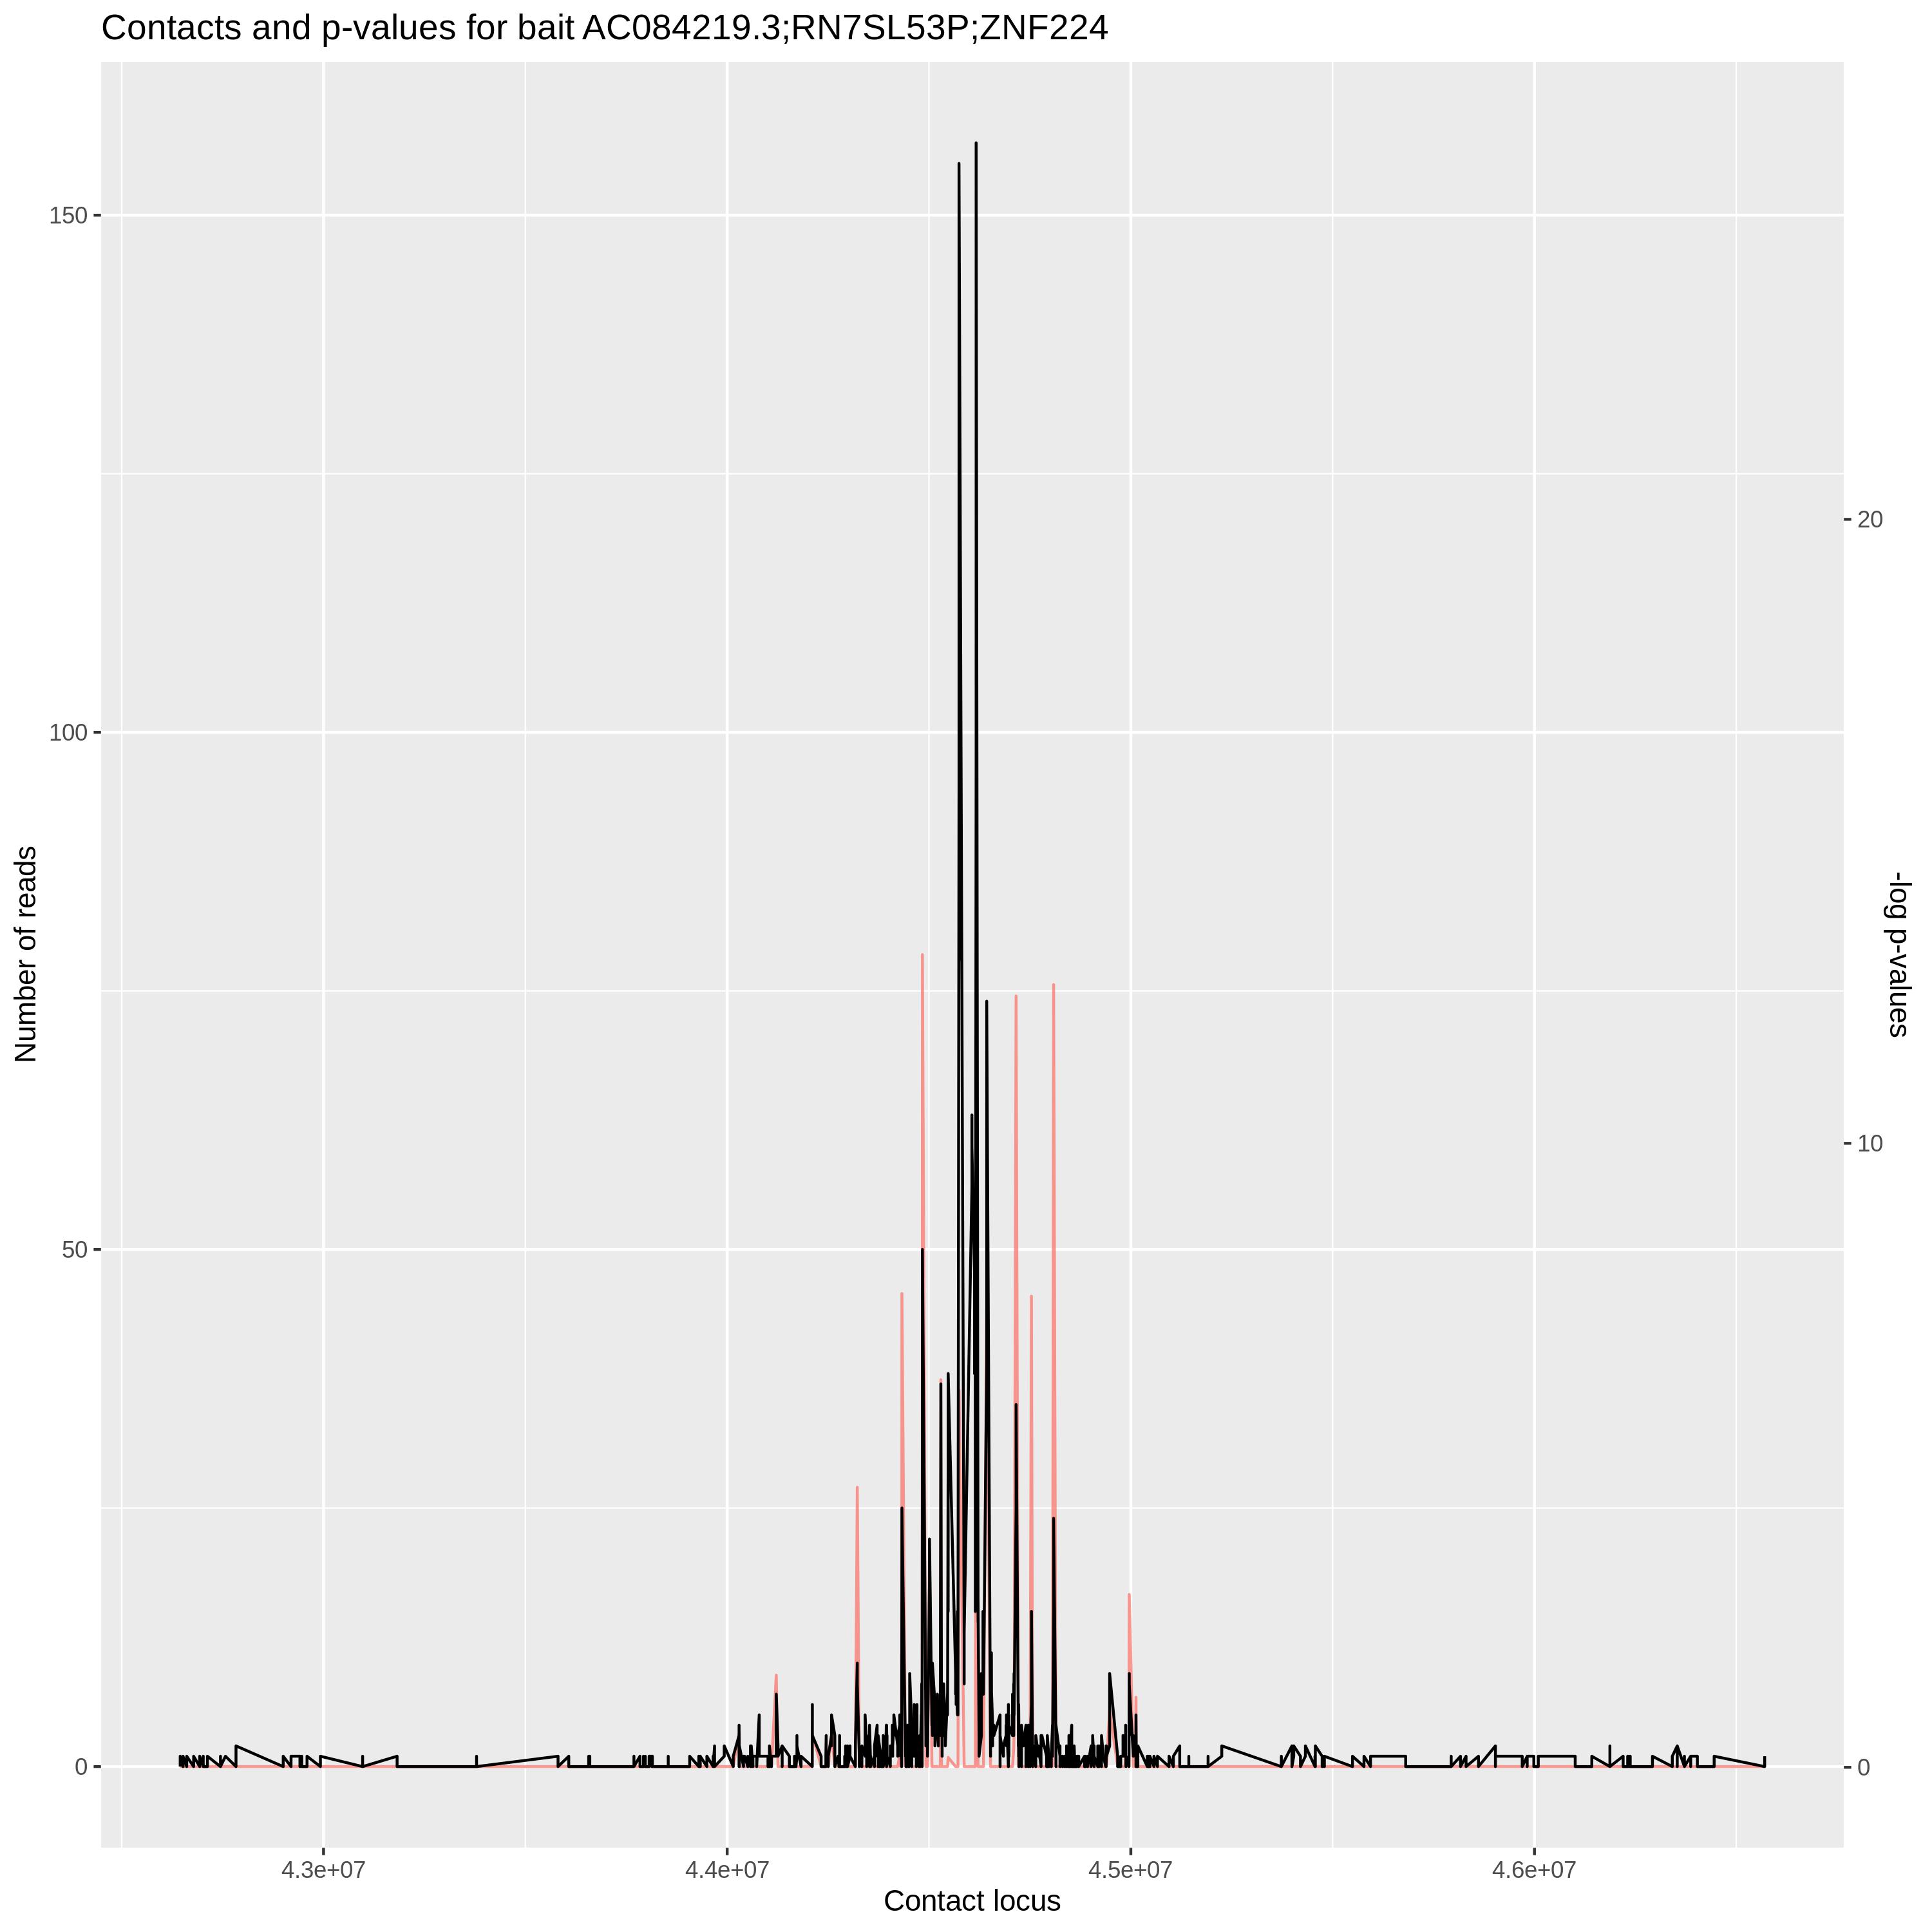 Contacts and p-values for bait AC084219.3;RN7SL53P;ZNF224
150
100
50
0
Number of reads
20
10
0
-log p-values
4.3e+07
4.4e+07
4.5e+07
4.6e+07
Contact locus